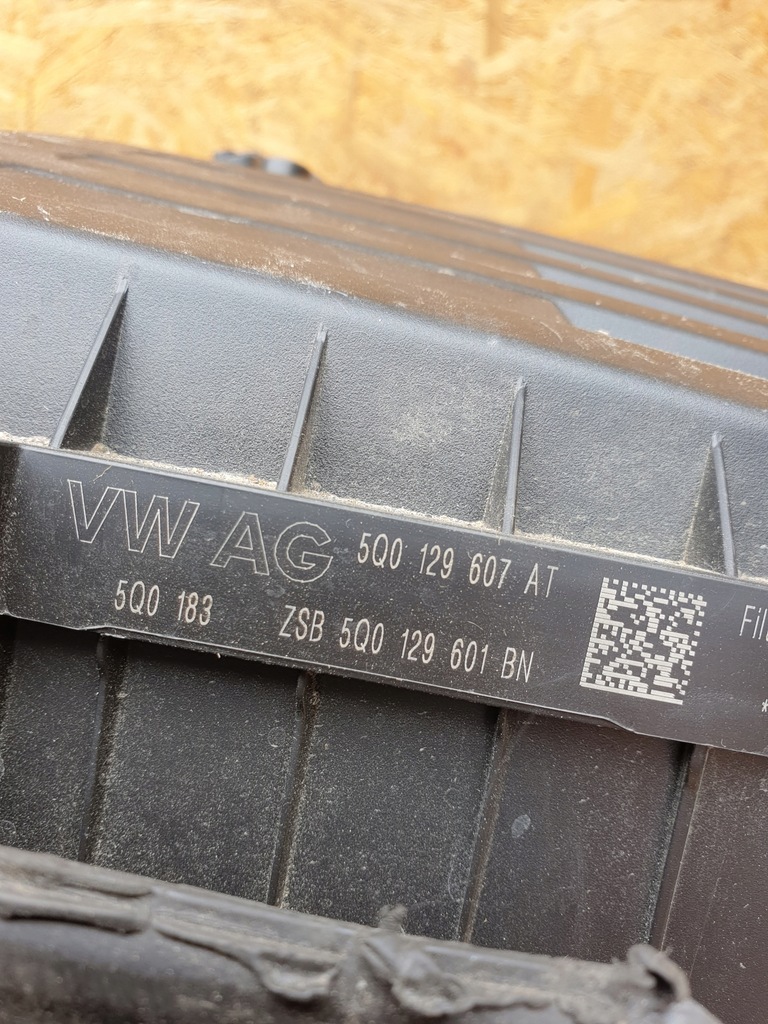 VW AG 5Q0 129 607 AT
5Q0 183 ZSB 5Q0 129 601 BN